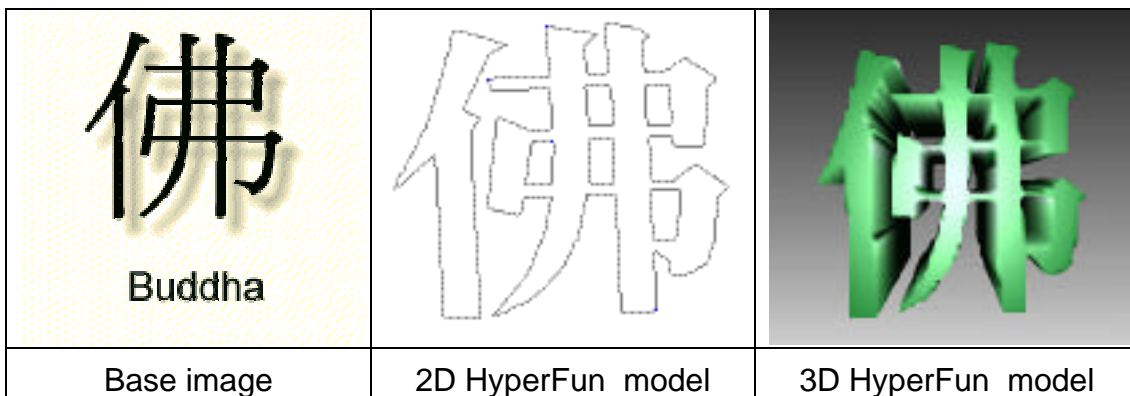 佛 佛 佛
Buddha
Base image 2D HyperFun model 3D HyperFun model